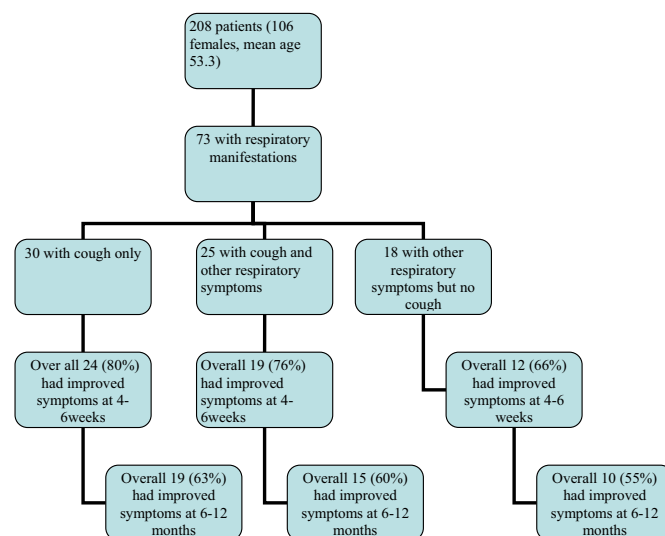 208 patients (106
females, mean age
53.3)
73 with respiratory
manifestations
30 with cough only
25 with cough and
other respiratory
symptoms
18 with other
respiratory
symptoms but no
cough
Over all 24 (80%)
had improved
symptoms at 4-
6weeks
Overall 19 (76%)
had improved
symptoms at 4-
6weeks
Overall 12 (66%)
had improved
symptoms at 4-6
weeks
Overall 19 (63%)
had improved
symptoms at 6-12
months
Overall 15 (60%)
had improved
symptoms at 6-12
months
Overall 10 (55%)
had improved
symptoms at 6-12
months